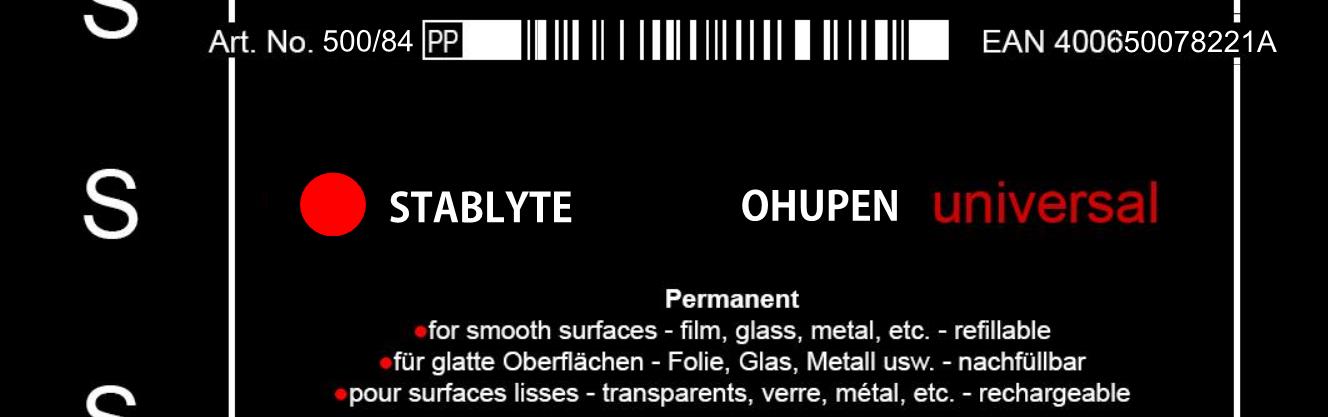 S
Art. No. 500/84 PP EAN 400650078221A
S
STABLYTE OHUPEN universal
Permanent
•for smooth surfaces - film, glass, metal, etc. - refillable
•für glatte Oberflächen - Folie, Glas, Metall usw. - nachfüllbar
•pour surfaces lisses - transparents, verre, métal, etc. - rechargeable
S